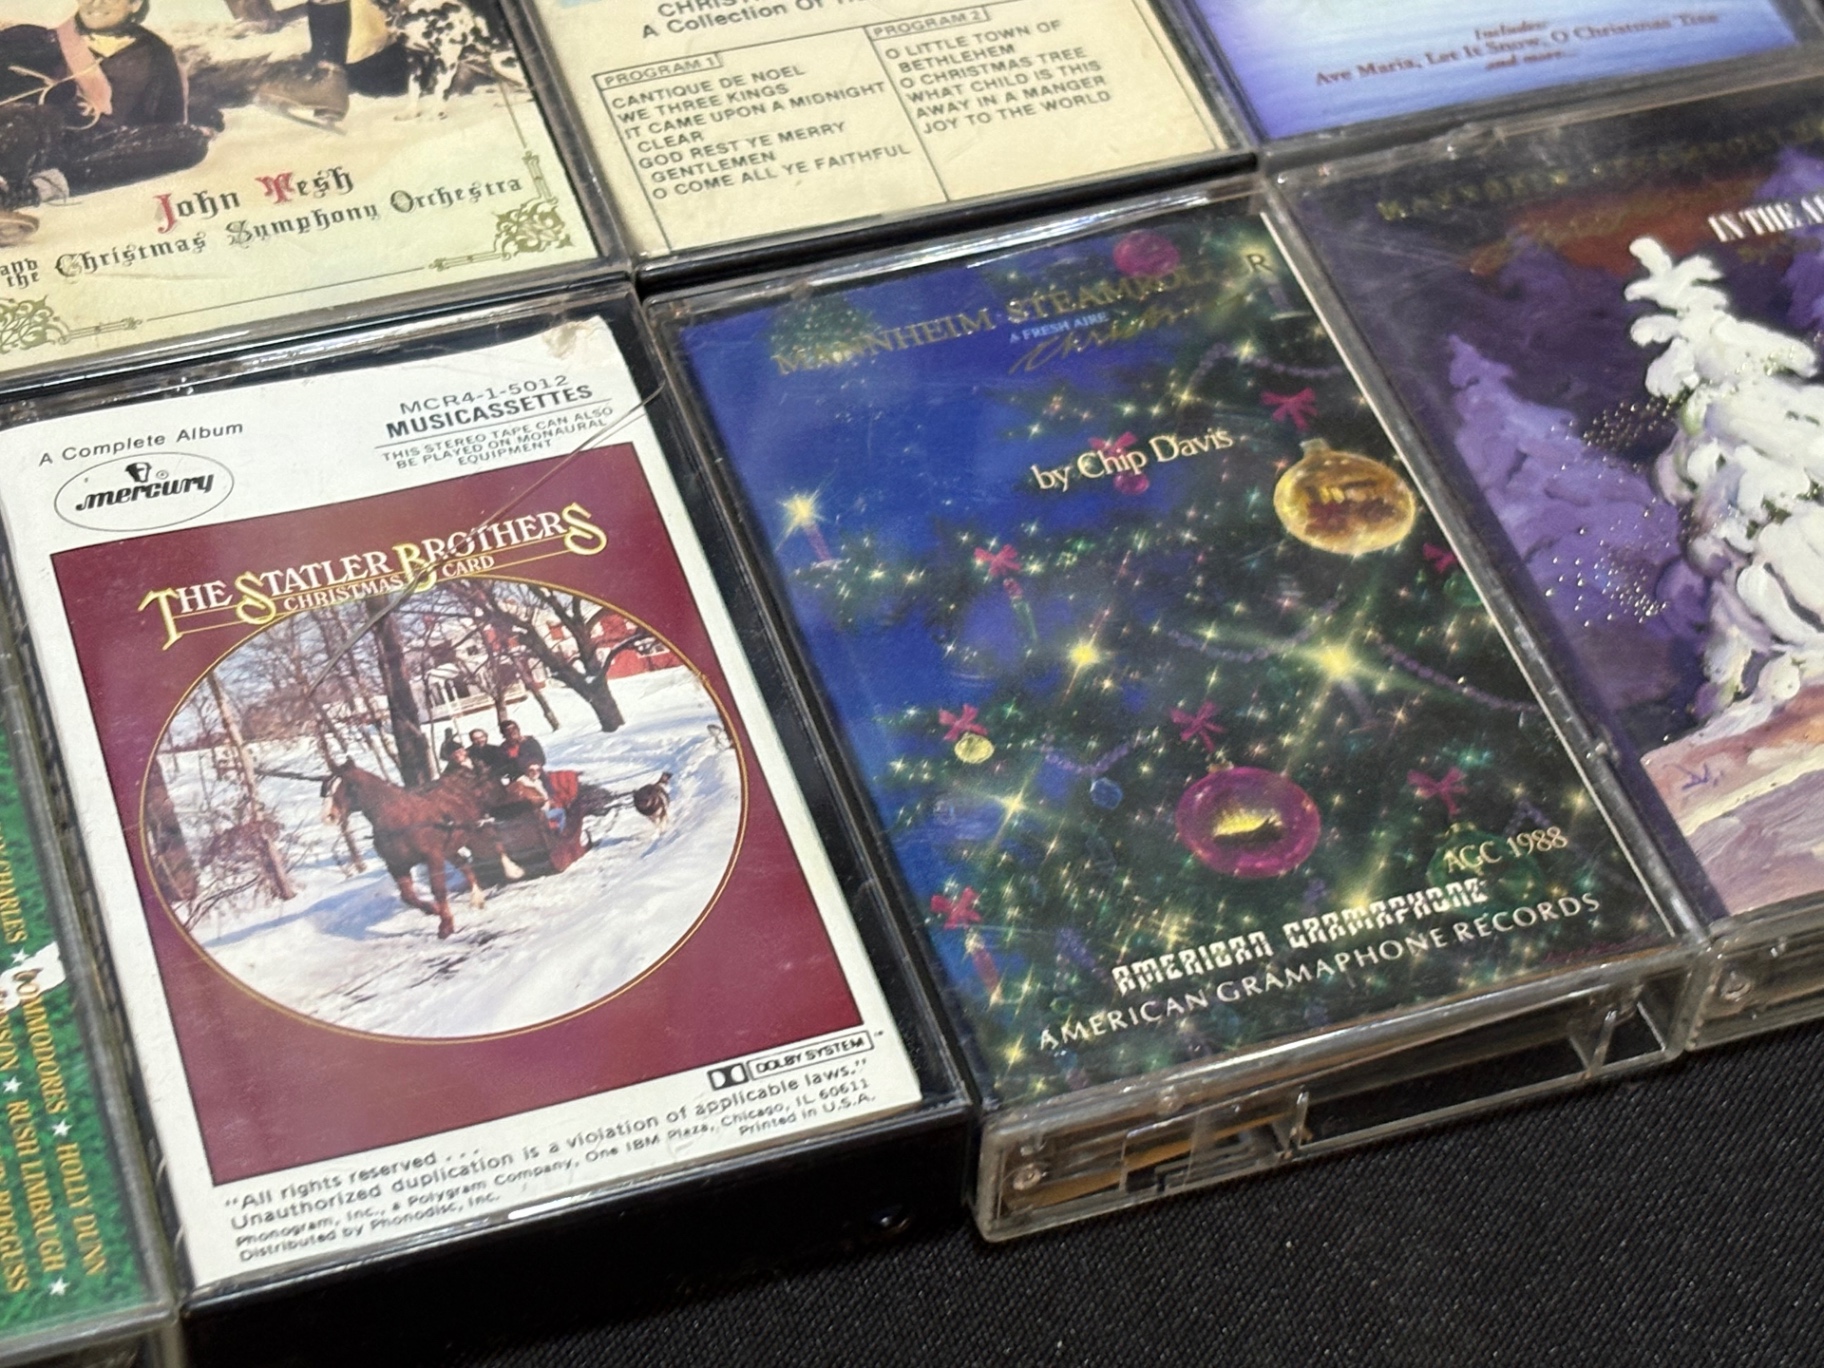 John Tesh
and the Christmas Symphony Orchestra
A Collection Of
PROGRAM 1
CANTIQUE DE NOEL
WE THREE KINGS
IT CAME UPON A MIDNIGHT
CLEAR
GOD REST YE MERRY
GENTLEMEN
O COME ALL YE FAITHFUL
PROGRAM 2
O LITTLE TOWN OF
BETHLEHEM
O CHRISTMAS TREE
WHAT CHILD IS THIS
AWAY IN A MANGER
JOY TO THE WORLD
Includes:
Ave Maria, Let It Snow, O Christmas Tree
and more...
A Complete Album
mercury
MCR4-1-5012
MUSICASSETTES
THIS STEREO TAPE CAN ALSO
BE PLAYED ON MONAURAL
EQUIPMENT
THE STATLER BROTHERS
CHRISTMAS CARD
DOLBY SYSTEM™
"All rights reserved . . .
Unauthorized duplication is a violation of applicable laws."
Phonogram, Inc., a Polygram Company, One IBM Plaza, Chicago, IL 60611
Distributed by Phonodisc, Inc.
Printed in U.S.A.
MANNHEIM STEAMROLLER
A FRESH AIRE
Christmas
by Chip Davis
AGC 1988
AMERICAN GRAMAPHONE
AMERICAN GRAMAPHONE RECORDS
MANNHEIM
IN THE
CHARLES ★
COMMODORES ★ HOLLY DUNN
★ RUSH LIMBAUGH ★